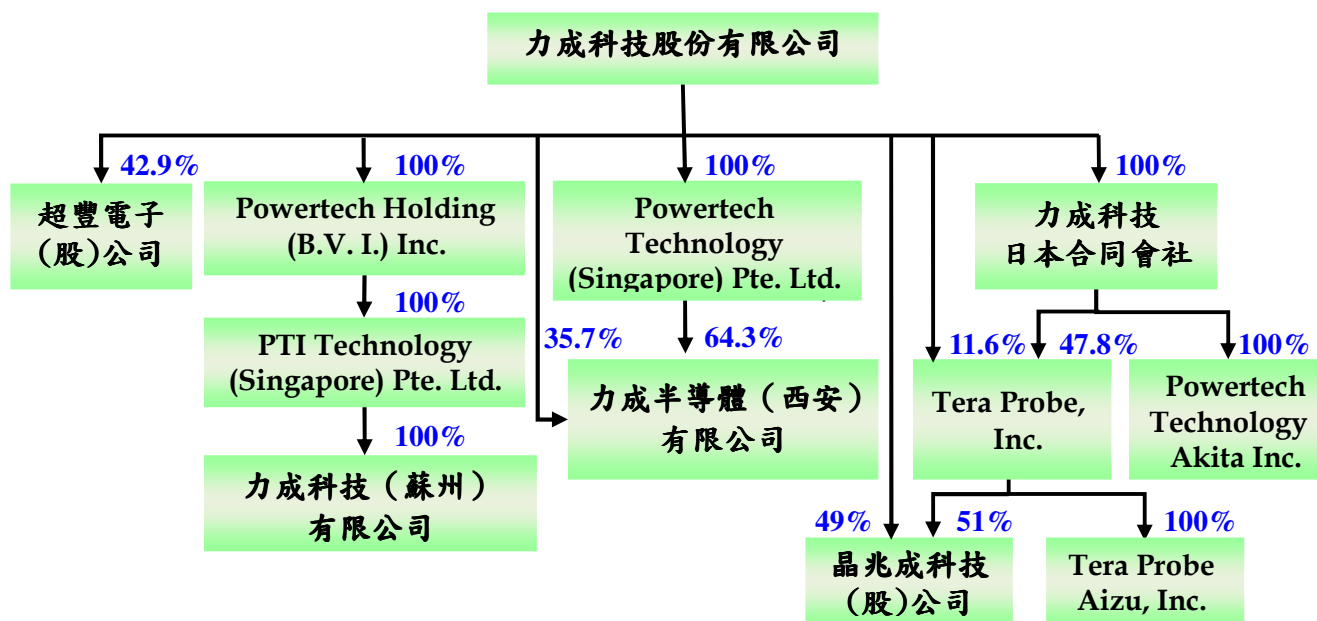 力成科技股份有限公司
42.9%
100%
100%
100%
超豐電子
(股)公司
Powertech Holding
(B.V. I.) Inc.
Powertech
Technology
(Singapore) Pte. Ltd.
力成科技
日本合同會社
100%
35.7%
64.3%
11.6%
47.8%
100%
PTI Technology
(Singapore) Pte. Ltd.
力成半導體（西安）
有限公司
Tera Probe,
Inc.
Powertech
Technology
Akita Inc.
100%
力成科技（蘇州）
有限公司
49%
51%
100%
晶兆成科技
(股)公司
Tera Probe
Aizu, Inc.